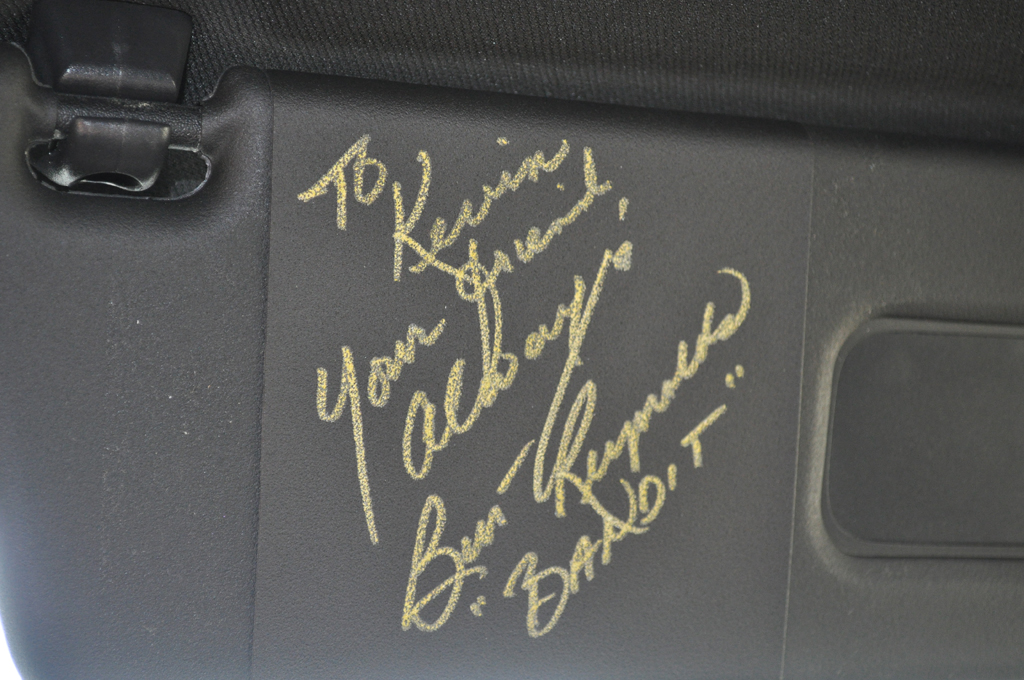 To Kevin
Your friend,
Always!
Burt Reynolds
"BANDIT"